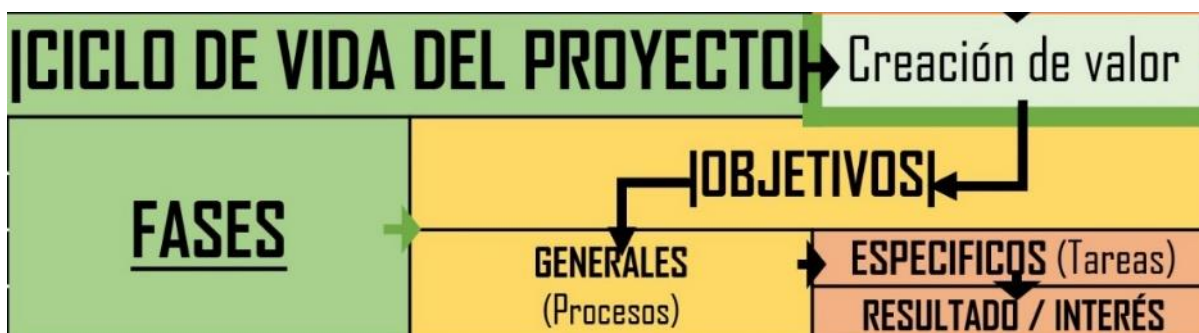 |CICLO DE VIDA DEL PROYECTO|
Creación de valor
FASES
|OBJETIVOS|
GENERALES
(Procesos)
ESPECIFICOS (Tareas)
RESULTADO / INTERÉS